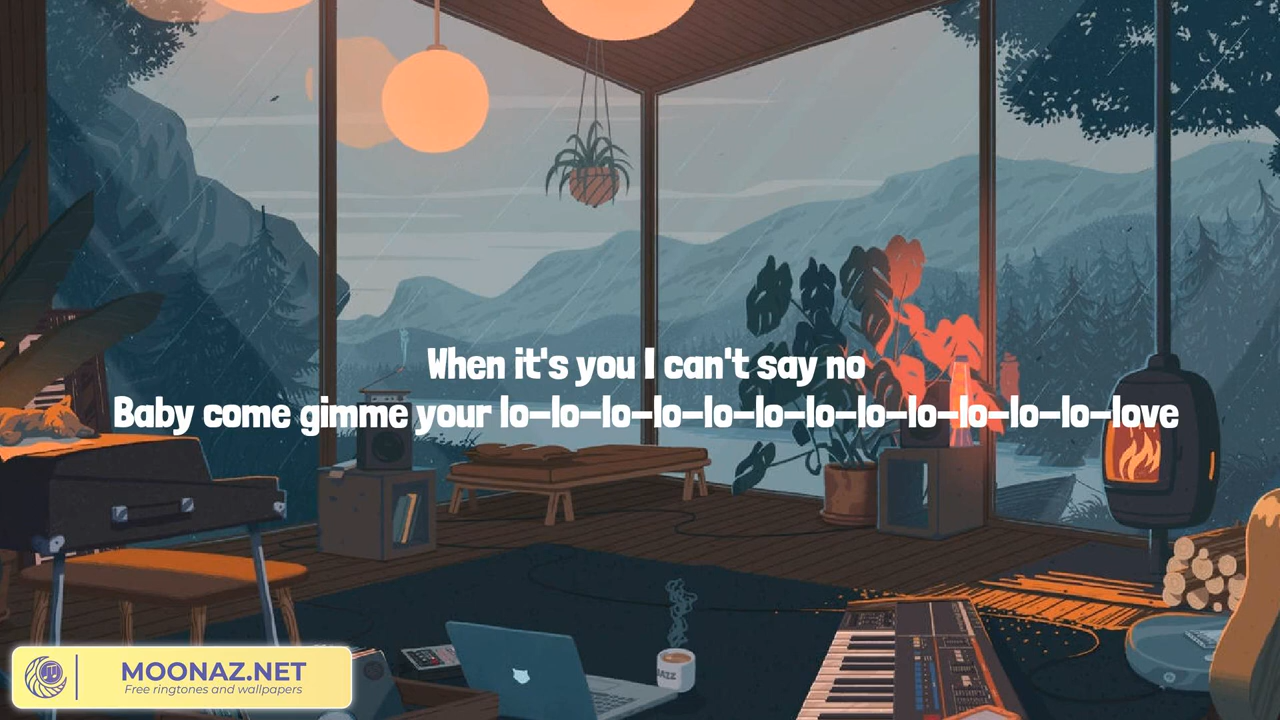 When it's you I can't say no
Baby come gimme your lo-lo-lo-lo-lo-lo-lo-lo-lo-lo-lo-lo-love
JAZZ
MOONAZ.NET
Free ringtones and wallpapers